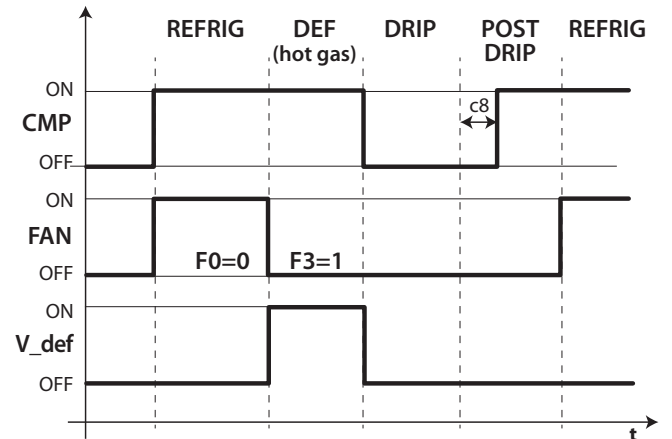 REFRIG DEF DRIP POST REFRIG
(hot gas) DRIP
ON
c8
CMP
OFF
ON
FAN
F0=0 F3=1
OFF
ON
V_def
OFF
t